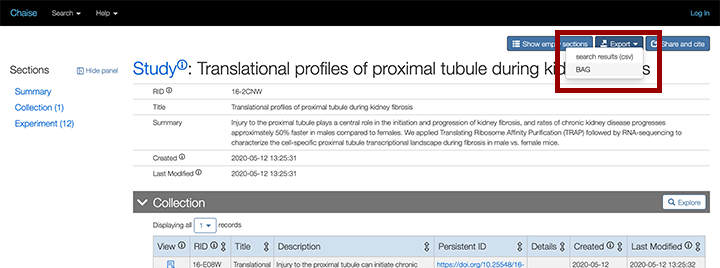 Chaise Search Help Log In
Show empty sections Export Share and cite
search results (csv)
BAG
Sections Hide panel
Study: Translational profiles of proximal tubule during kid s
Summary
Collection (1)
Experiment (12)
RID 16-2CNW
Title Translational profiles of proximal tubule during kidney fibrosis
Summary Injury to the proximal tubule plays a central role in the initiation and progression of kidney fibrosis, and rates of chronic kidney disease progresses
approximately 50% faster in males compared to females. We applied Translating Ribosome Affinity Purification (TRAP) followed by RNA-sequencing to
characterize the cell-specific proximal tubule transcriptional landscape during fibrosis in male vs. female mice.
Created 2020-05-12 13:25:31
Last Modified 2020-05-12 13:25:31
Collection Explore
Displaying all 1 records
View RID Title Description Persistent ID Details Created Last Modified
16-E08W Translational Injury to the proximal tubule can initiate chronic https://doi.org/10.25548/16- 2020-05-12 2020-05-12 13:25:32